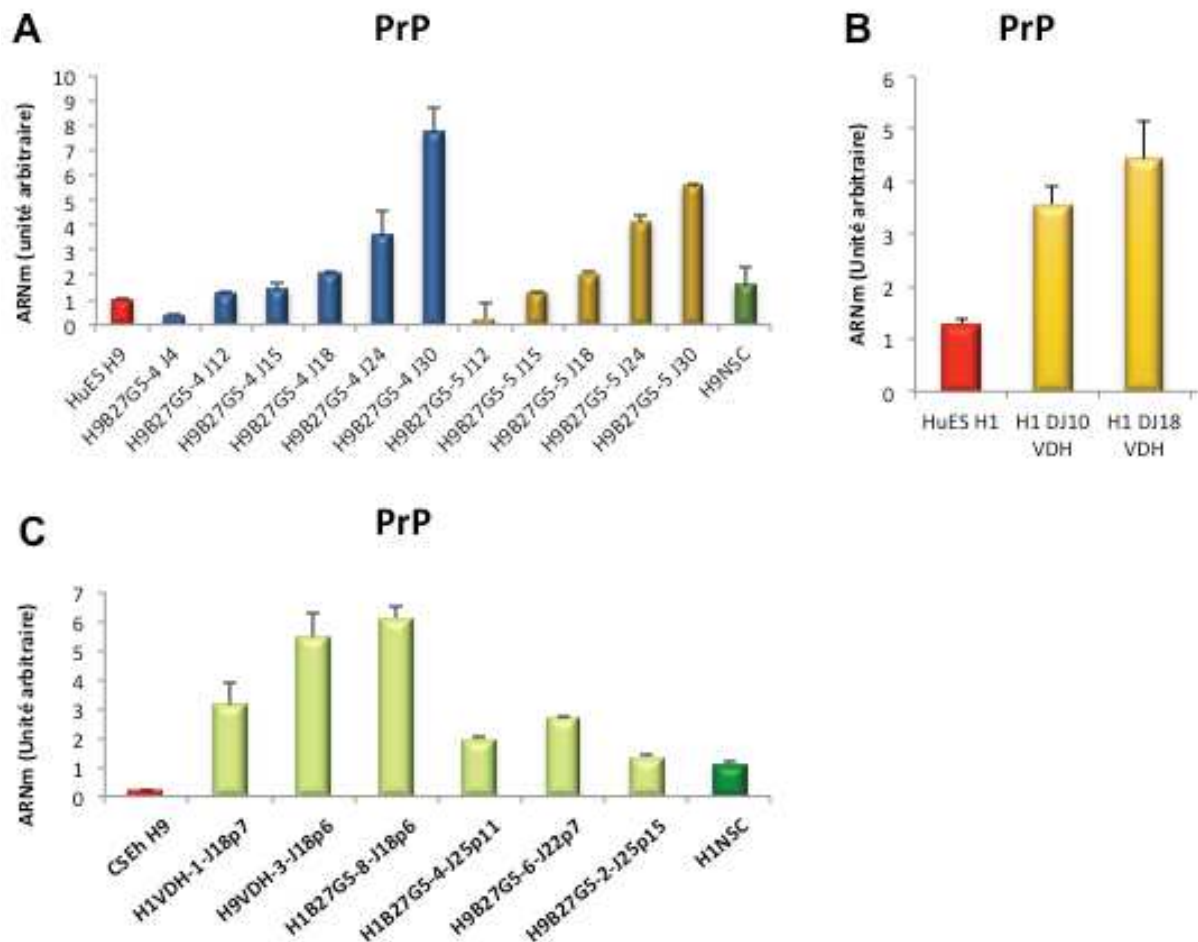 A
PrP
ARNm (unité arbitraire)
10
9
8
7
6
5
4
3
2
1
0
HuES H9
H9B27G5-4 J4
H9B27G5-4 J12
H9B27G5-4 J15
H9B27G5-4 J18
H9B27G5-4 J24
H9B27G5-4 J30
H9B27G5-5 J12
H9B27G5-5 J15
H9B27G5-5 J18
H9B27G5-5 J24
H9B27G5-5 J30
H9NSC
B
PrP
ARNm (Unité arbitraire)
6
5
4
3
2
1
0
HuES H1
H1 DJ10
VDH
H1 DJ18
VDH
C
PrP
ARNm (Unité arbitraire)
7
6
5
4
3
2
1
0
CSEh H9
H1VDH-1-J18p7
H9VDH-3-J18p6
H1B27G5-8-J18p6
H1B27G5-4-J25p11
H9B27G5-6-J22p7
H9B27G5-2-J25p15
H1NSC